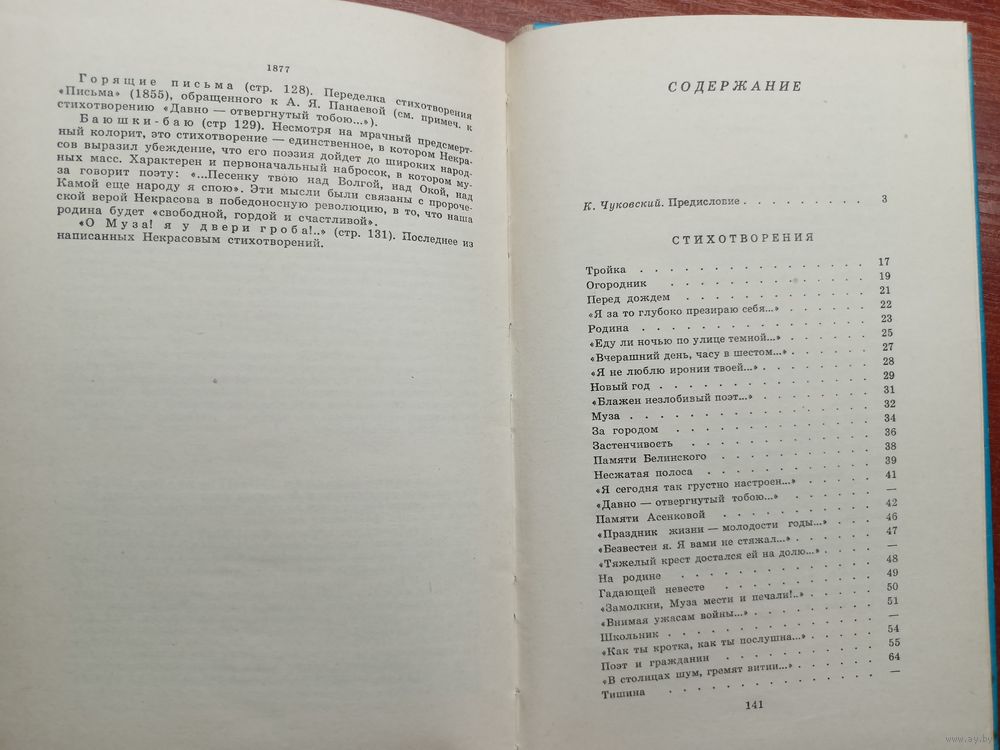 1877
Горящие письма (стр. 128). Переделка стихотворения
«Письма» (1855), обращенного к А. Я. Панаевой (см. примеч. к
стихотворению «Давно — отвергнутый тобою...»).
Баюшки-баю (стр 129). Несмотря на мрачный предсмерт-
ный колорит, это стихотворение — единственное, в котором Некра-
сов выразил убеждение, что его поэзия дойдет до широких народ-
ных масс. Характерен и первоначальный набросок, в котором му-
за говорит поэту: «...Песенку твою над Волгой, над Окой, над
Камой еще народу я спою». Эти мысли были связаны с пророче-
ской верой Некрасова в победоносную революцию, в то, что наша
родина будет «свободной, гордой и счастливой».
«О Муза! я у двери гроба!..» (стр. 131). Последнее из
написанных Некрасовым стихотворений.
СОДЕРЖАНИЕ
К. Чуковский. Предисловие . . . . . . . . . 3
СТИХОТВОРЕНИЯ
Тройка . . . . . . . . . . . . . . . 17
Огородник . . . . . . . . . . . . . 19
Перед дождем . . . . . . . . . . . . 21
«Я за то глубоко презираю себя...» . . . . . . 22
Родина . . . . . . . . . . . . . . . 23
«Еду ли ночью по улице темной...» . . . . . . 25
«Вчерашний день, часу в шестом...» . . . . . . 27
«Я не люблю иронии твоей...» . . . . . . . . 28
Новый год . . . . . . . . . . . . . . 29
«Блажен незлобивый поэт...» . . . . . . . . 31
Муза . . . . . . . . . . . . . . . . 32
За городом . . . . . . . . . . . . . 34
Застенчивость . . . . . . . . . . . . 36
Памяти Белинского . . . . . . . . . . 38
Несжатая полоса . . . . . . . . . . . 39
«Я сегодня так грустно настроен...» . . . . . 41
«Давно — отвергнутый тобою...» . . . . . . —
Памяти Асенковой . . . . . . . . . . 42
«Праздник жизни — молодости годы...» . . . . 46
«Безвестен я. Я вами не стяжал...» . . . . . . 47
«Тяжелый крест достался ей на долю...» . . . . —
На родине . . . . . . . . . . . . . 48
Гадающей невесте . . . . . . . . . . 49
«Замолкни, Муза мести и печали!..» . . . . . 50
«Внимая ужасам войны...» . . . . . . . . . 51
Школьник . . . . . . . . . . . . . . —
«Как ты кротка, как ты послушна...» . . . . . 54
Поэт и гражданин . . . . . . . . . . 55
«В столицах шум, гремят витии...» . . . . . . 64
Тишина . . . . . . . . . . . . . . —
141
www.ay.by